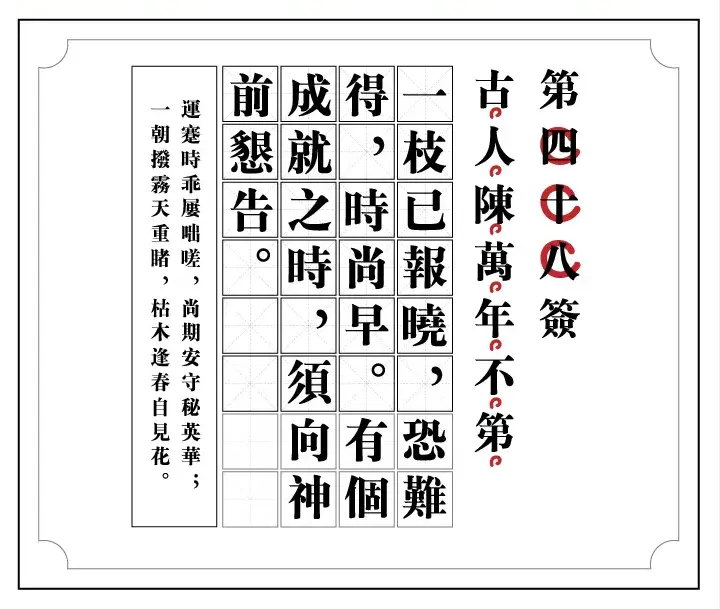 第四十八簽
古人陳萬年不第
一枝已報曉，恐難
得，時尚早。有個
成就之時，須向神
前懇告。
運蹇時乖屢咄嗟，尚期安守秘英華；
一朝撥霧天重睹，枯木逢春自見花。